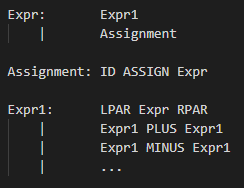 Expr: Expr1
| Assignment
Assignment: ID ASSIGN Expr
Expr1: LPAR Expr RPAR
| Expr1 PLUS Expr1
| Expr1 MINUS Expr1
| ...